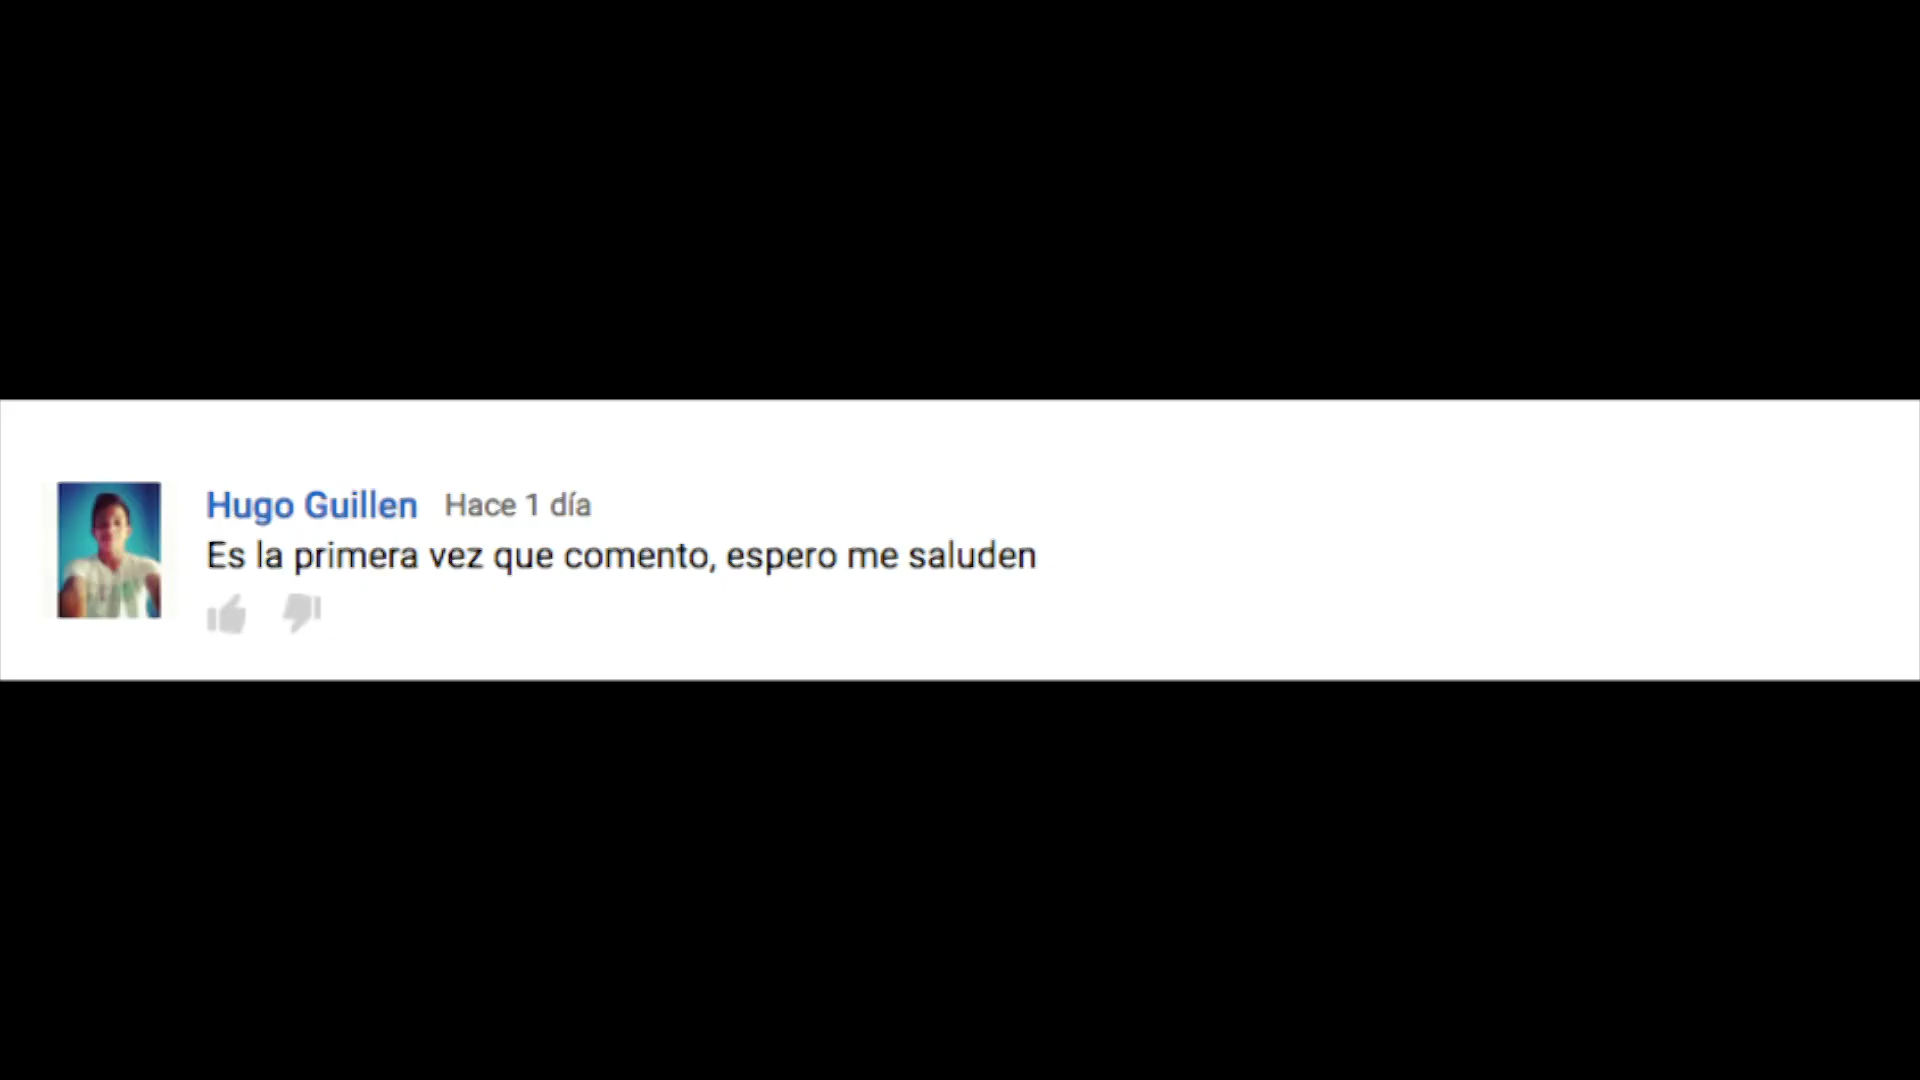 Hugo Guillen Hace 1 día
Es la primera vez que comento, espero me saluden